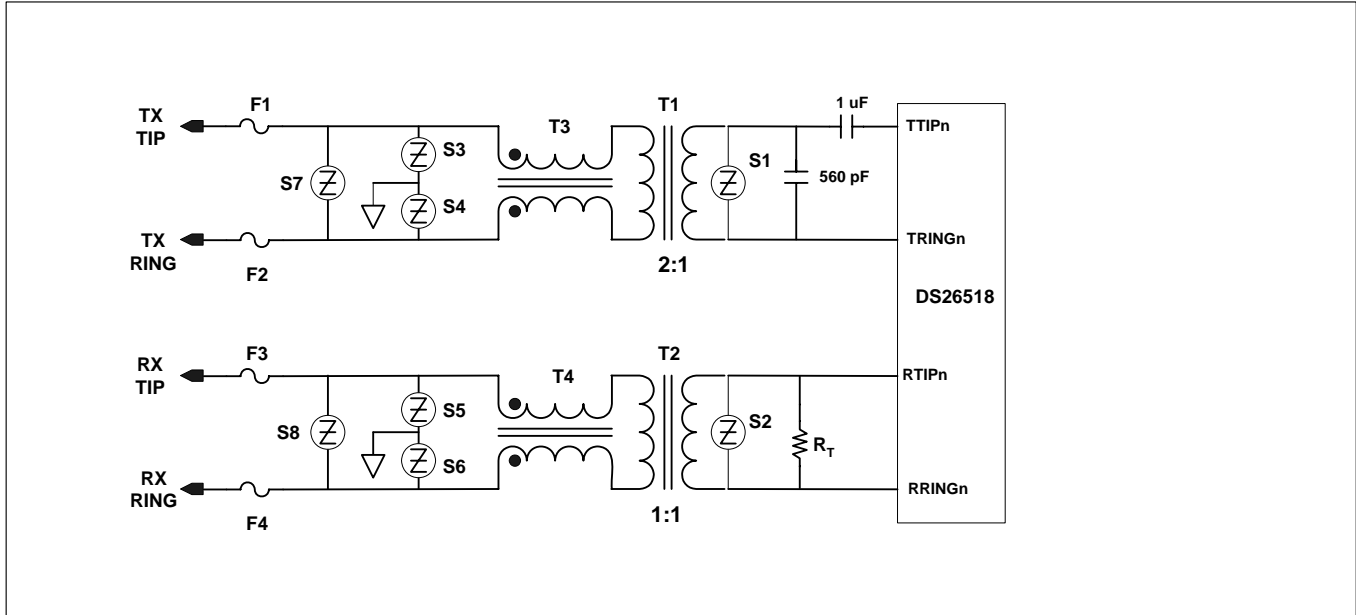 TX
TIP
F1
S7
S3
S4
T3
T1
S1
1 uF
560 pF
TTIPn
TX
RING
F2
2:1
TRINGn
DS26518
RX
TIP
F3
S8
S5
S6
T4
T2
S2
RT
RTIPn
RX
RING
F4
1:1
RRINGn